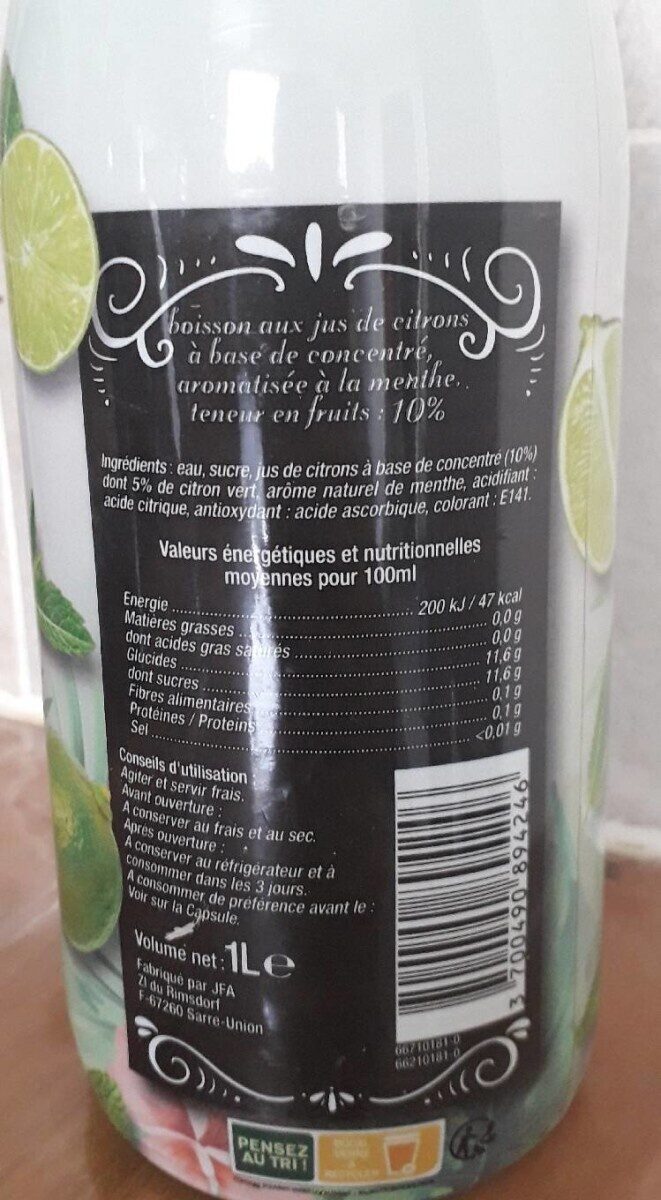 boisson aux jus de citrons
à base de concentré,
aromatisée à la menthe.
teneur en fruits : 10%
Ingrédients : eau, sucre, jus de citrons à base de concentré (10%)
dont 5% de citron vert, arôme naturel de menthe, acidifiant :
acide citrique, antioxydant : acide ascorbique, colorant : E141.
Valeurs énergétiques et nutritionnelles
moyennes pour 100ml
Energie 200 kJ / 47 kcal
Matières grasses 0,0 g
dont acides gras saturés 0,0 g
Glucides 11,6 g
dont sucres 11,6 g
Fibres alimentaires 0,1 g
Protéines / Proteins 0,1 g
Sel <0,01 g
Conseils d'utilisation :
Agiter et servir frais.
Avant ouverture :
A conserver au frais et au sec.
Après ouverture :
A conserver au réfrigérateur et à
consommer dans les 3 jours.
A consommer de préférence avant le :
Voir sur la Capsule.
Volume net : 1L e
Fabriqué par JFA
ZI du Rimsdorf
F-67260 Sarre-Union
3 700490 894246
66710181-0
66210181-0
PENSEZ
AU TRI !